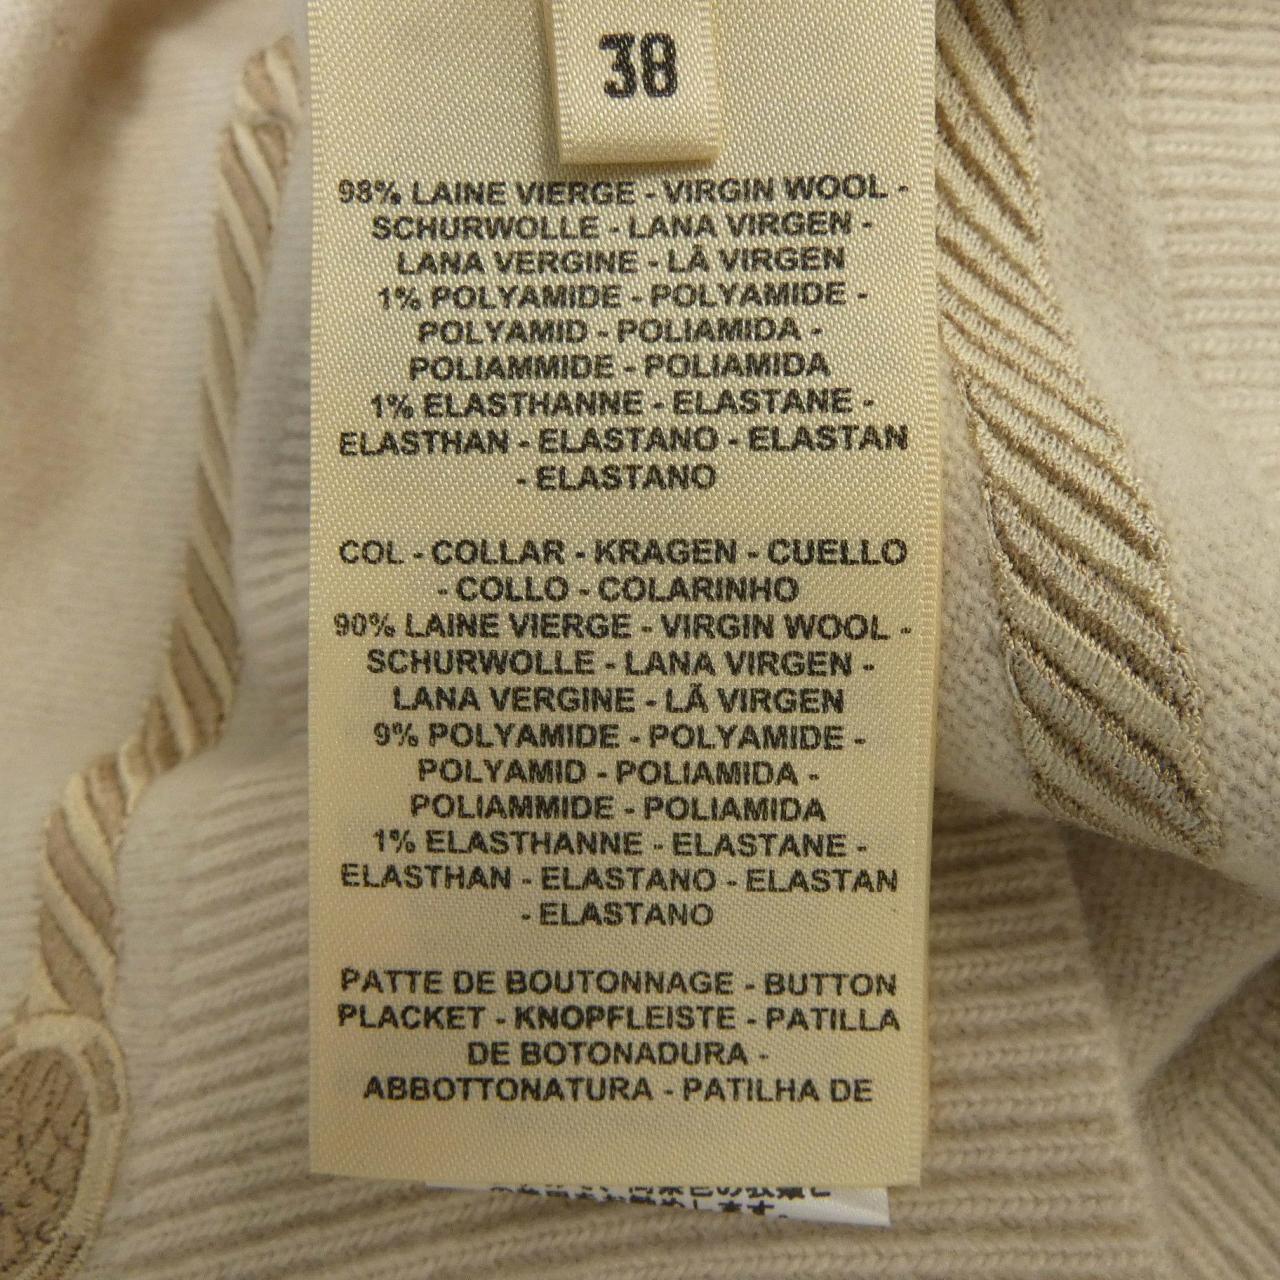 38
98% LAINE VIERGE - VIRGIN WOOL -
SCHURWOLLE - LANA VIRGEN -
LANA VERGINE - LÃ VIRGEN
1% POLYAMIDE - POLYAMIDE -
POLYAMID - POLIAMIDA -
POLIAMMIDE - POLIAMIDA
1% ELASTHANNE - ELASTANE -
ELASTHAN - ELASTANO - ELASTAN
- ELASTANO
COL - COLLAR - KRAGEN - CUELLO
- COLLO - COLARINHO
90% LAINE VIERGE - VIRGIN WOOL -
SCHURWOLLE - LANA VIRGEN -
LANA VERGINE - LÃ VIRGEN
9% POLYAMIDE - POLYAMIDE -
POLYAMID - POLIAMIDA -
POLIAMMIDE - POLIAMIDA
1% ELASTHANNE - ELASTANE -
ELASTHAN - ELASTANO - ELASTAN
- ELASTANO
PATTE DE BOUTONNAGE - BUTTON
PLACKET - KNOPFLEISTE - PATILLA
DE BOTONADURA -
ABBOTTONATURA - PATILHA DE